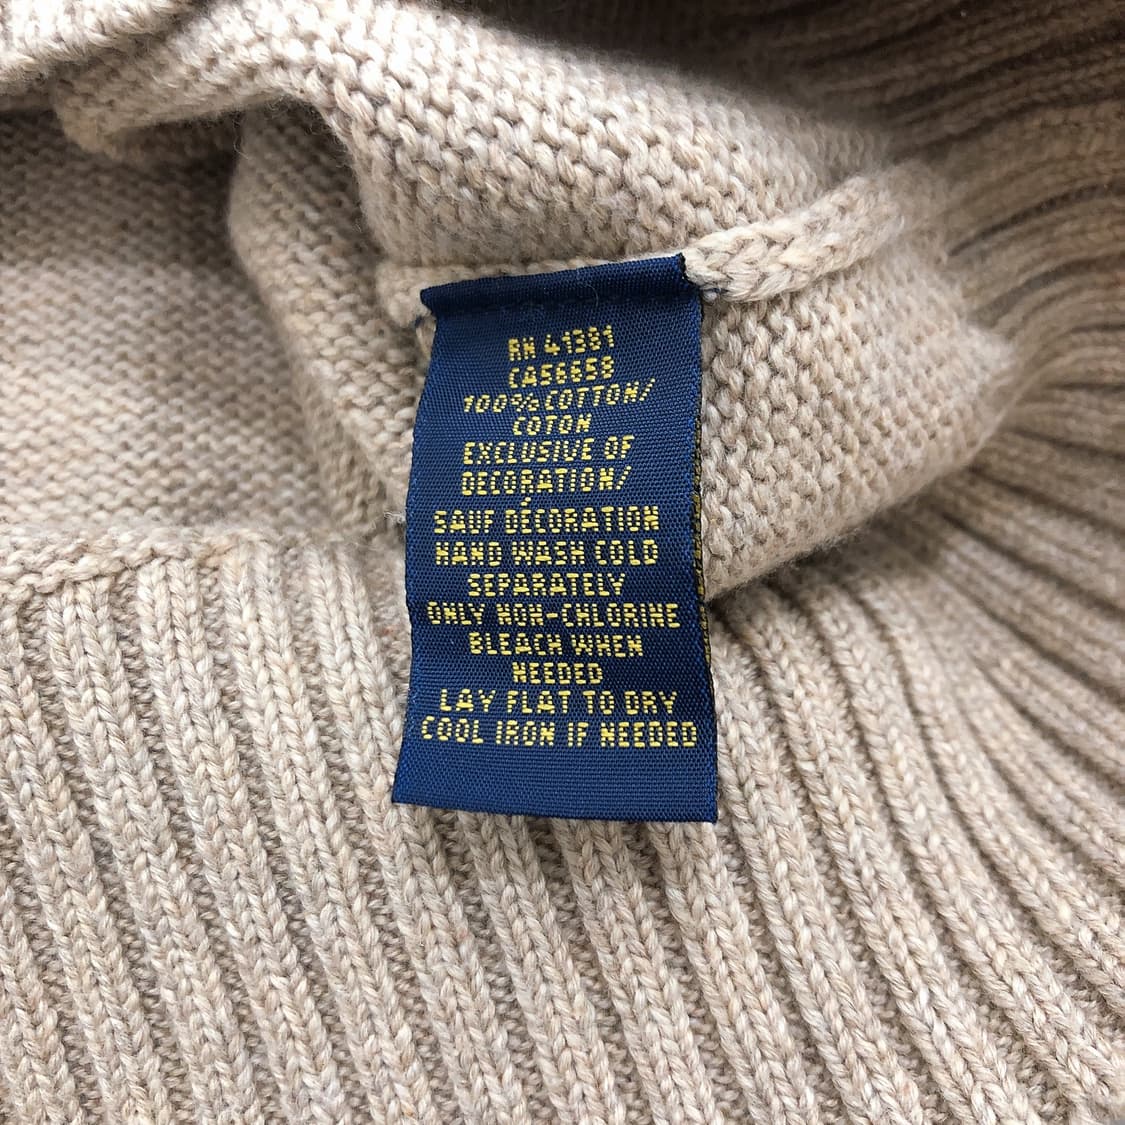 RN 41381
CA56658
100% COTTON/
COTON
EXCLUSIVE OF
DECORATION/
SAUF DÉCORATION
HAND WASH COLD
SEPARATELY
ONLY NON-CHLORINE
BLEACH WHEN
NEEDED
LAY FLAT TO DRY
COOL IRON IF NEEDED